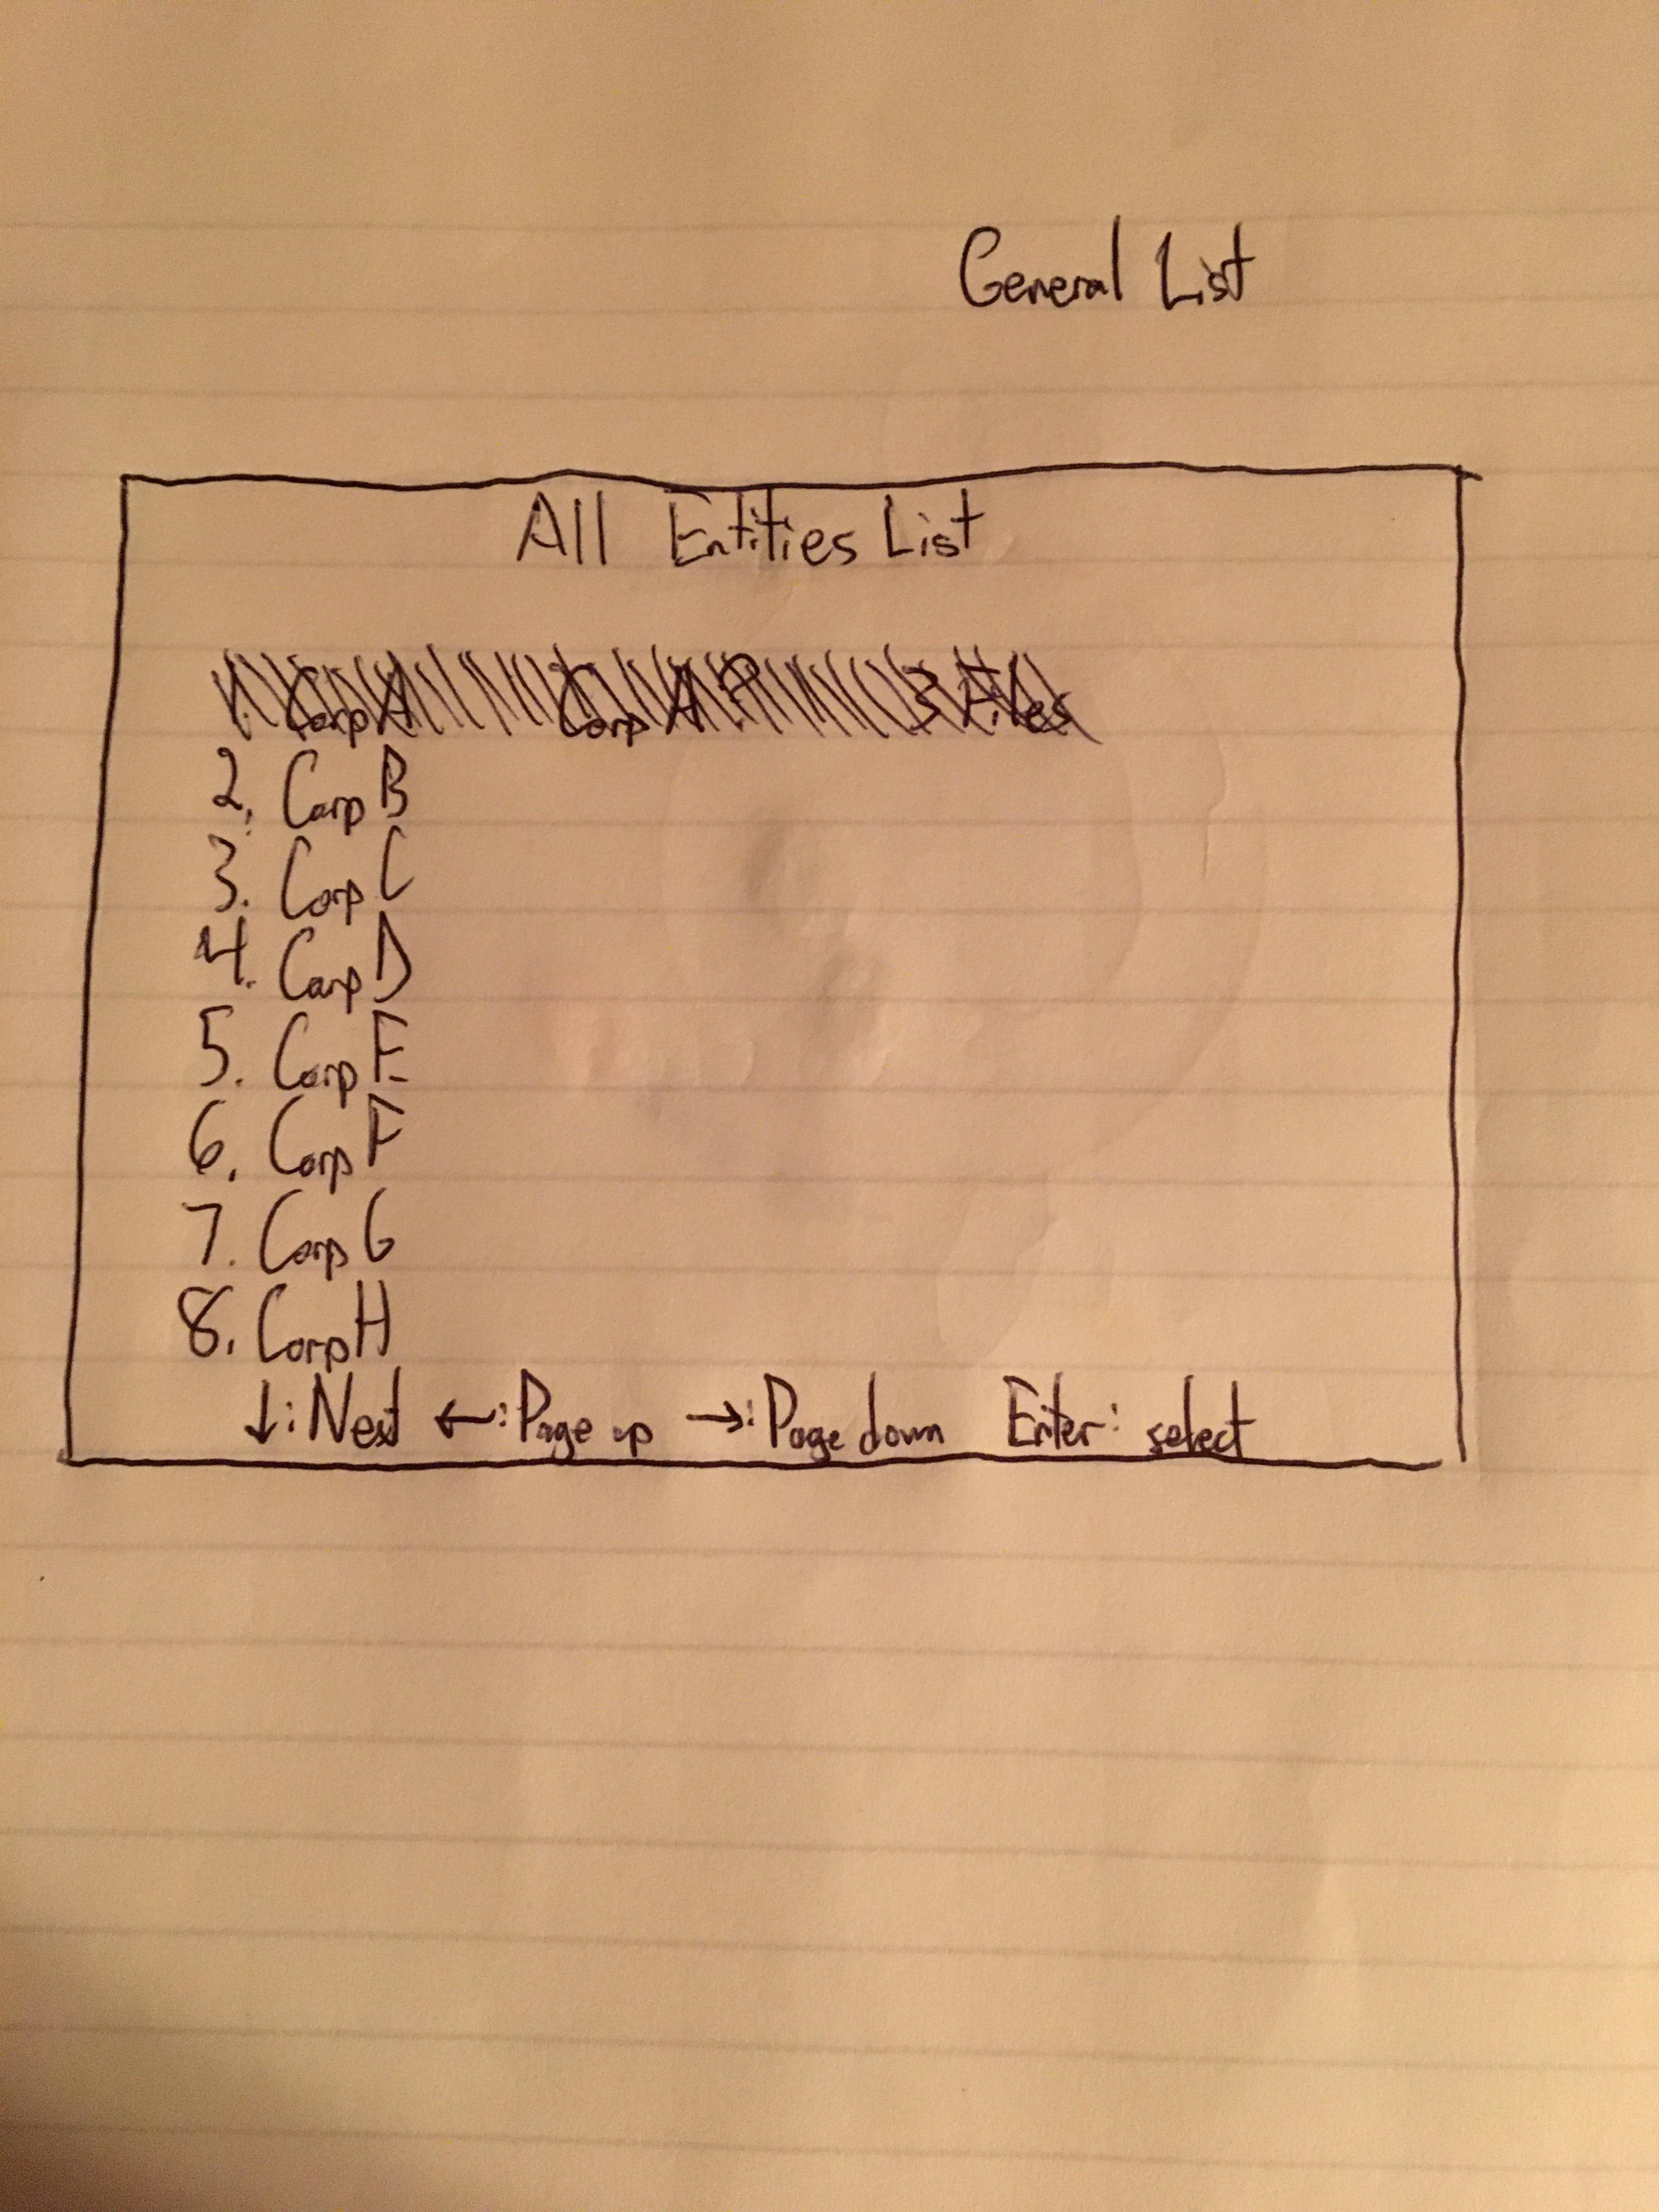 General List
All Entities List
1. Corp A Corp A P 3 Files
2. Corp B
3. Corp C
4. Corp D
5. Corp E
6. Corp F
7. Corp G
8. Corp H
↓: Next ←: Page up →: Page down Enter: select